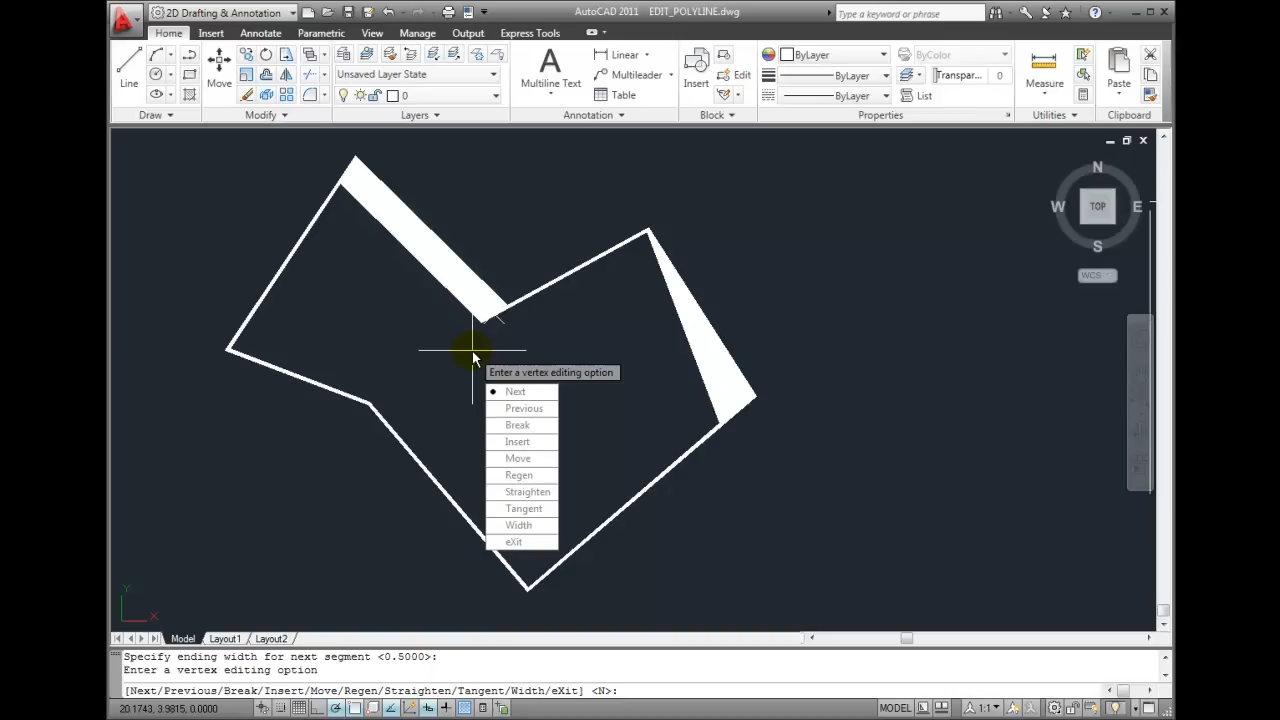 2D Drafting & Annotation
AutoCAD 2011 EDIT_POLYLINE.dwg
Type a keyword or phrase
Home Insert Annotate Parametric View Manage Output Express Tools
Line
Move
Unsaved Layer State
0
Multiline Text
Linear
Multileader
Table
Insert
Edit
ByLayer
ByLayer
ByLayer
ByColor
Transpar... 0
List
Measure
Paste
Draw Modify Layers Annotation Block Properties Utilities Clipboard
N
W TOP E
S
WCS
Enter a vertex editing option
Next
Previous
Break
Insert
Move
Regen
Straighten
Tangent
Width
eXit
Y
X
Model Layout1 Layout2
Specify ending width for next segment <0.5000>:
Enter a vertex editing option
[Next/Previous/Break/Insert/Move/Regen/Straighten/Tangent/Width/eXit] <N>:
20.1743, 3.9815, 0.0000
MODEL
1:1